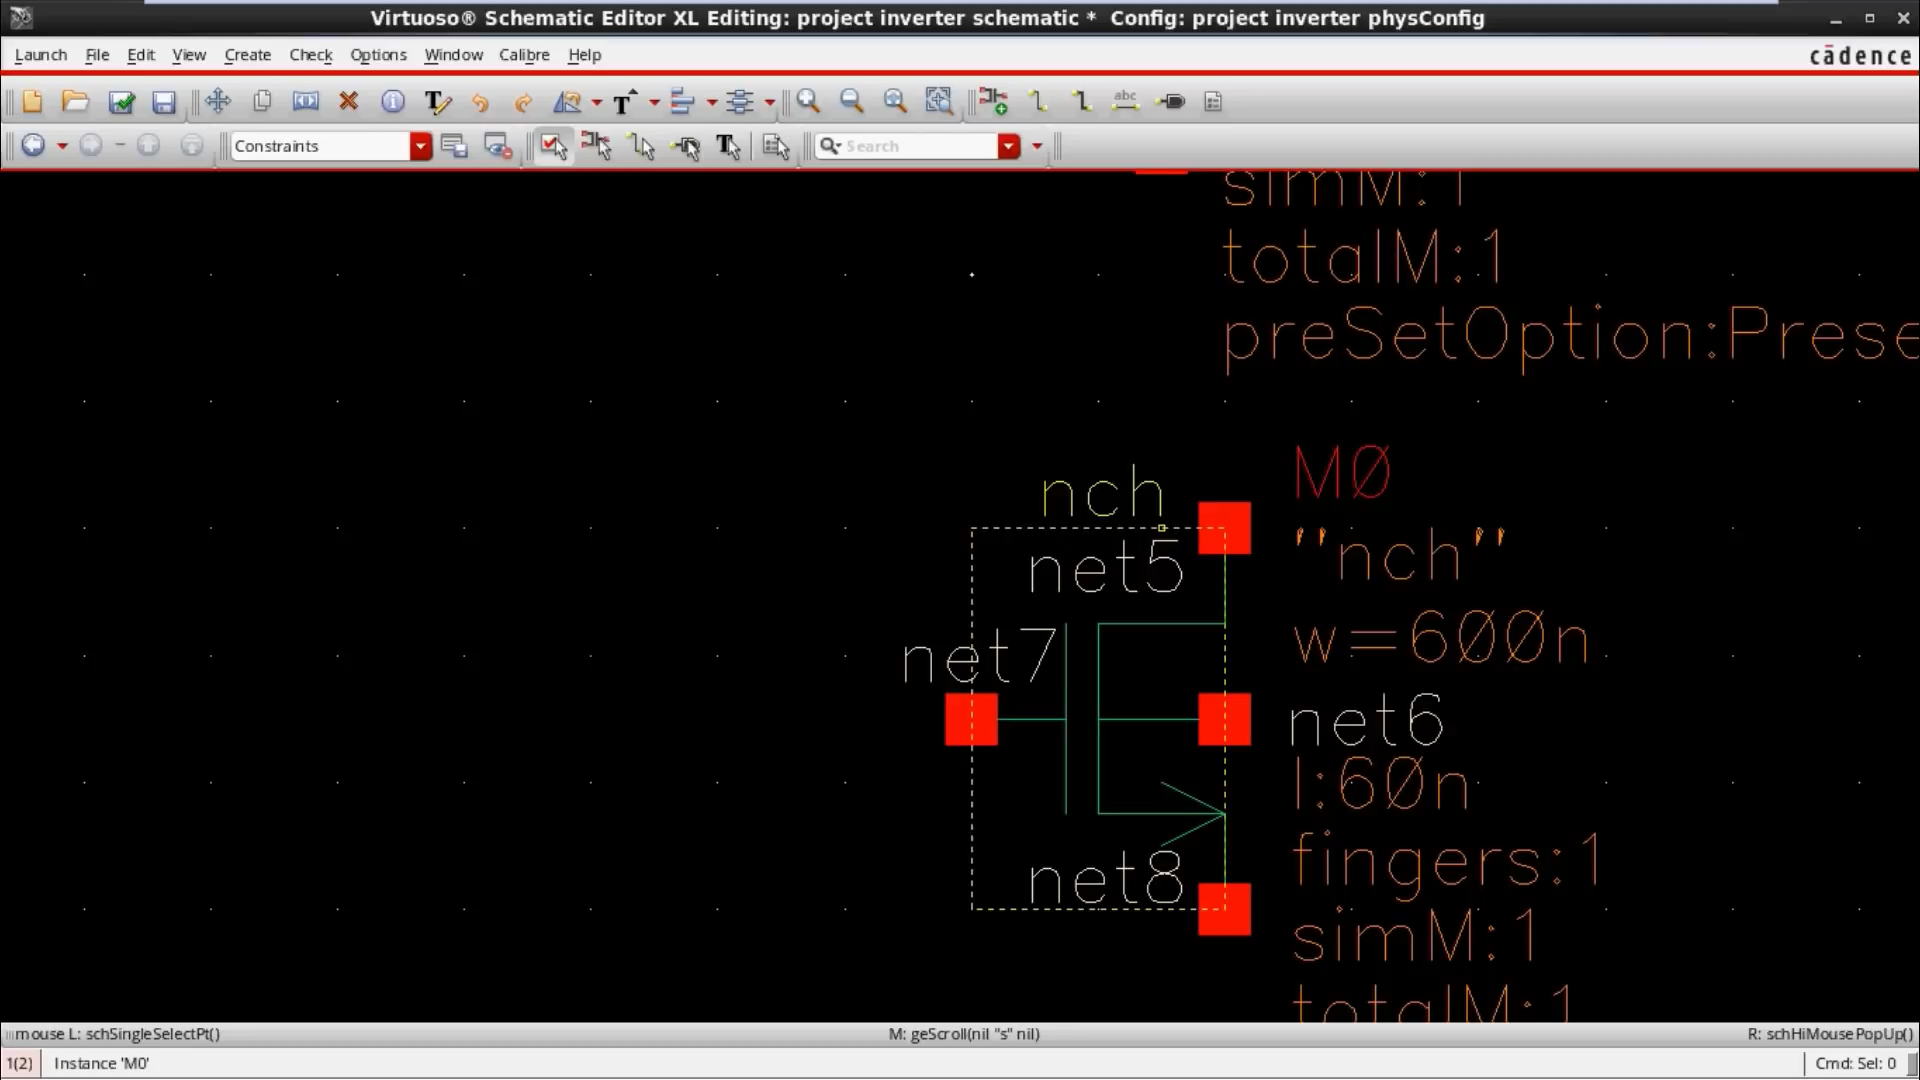 Virtuoso® Schematic Editor XL Editing: project inverter schematic * Config: project inverter physConfig
Launch File Edit View Create Check Options Window Calibre Help
cādence
abc
Constraints
Search
simM:1
totalM:1
preSetOption:Prese
M0
nch
"nch"
net5
w=600n
net7
net6
l:60n
fingers:1
net8
simM:1
totalM:1
mouse L: schSingleSelectPt()
M: geScroll(nil "s" nil)
R: schHiMousePopUp()
1(2)
Instance 'M0'
Cmd: Sel: 0